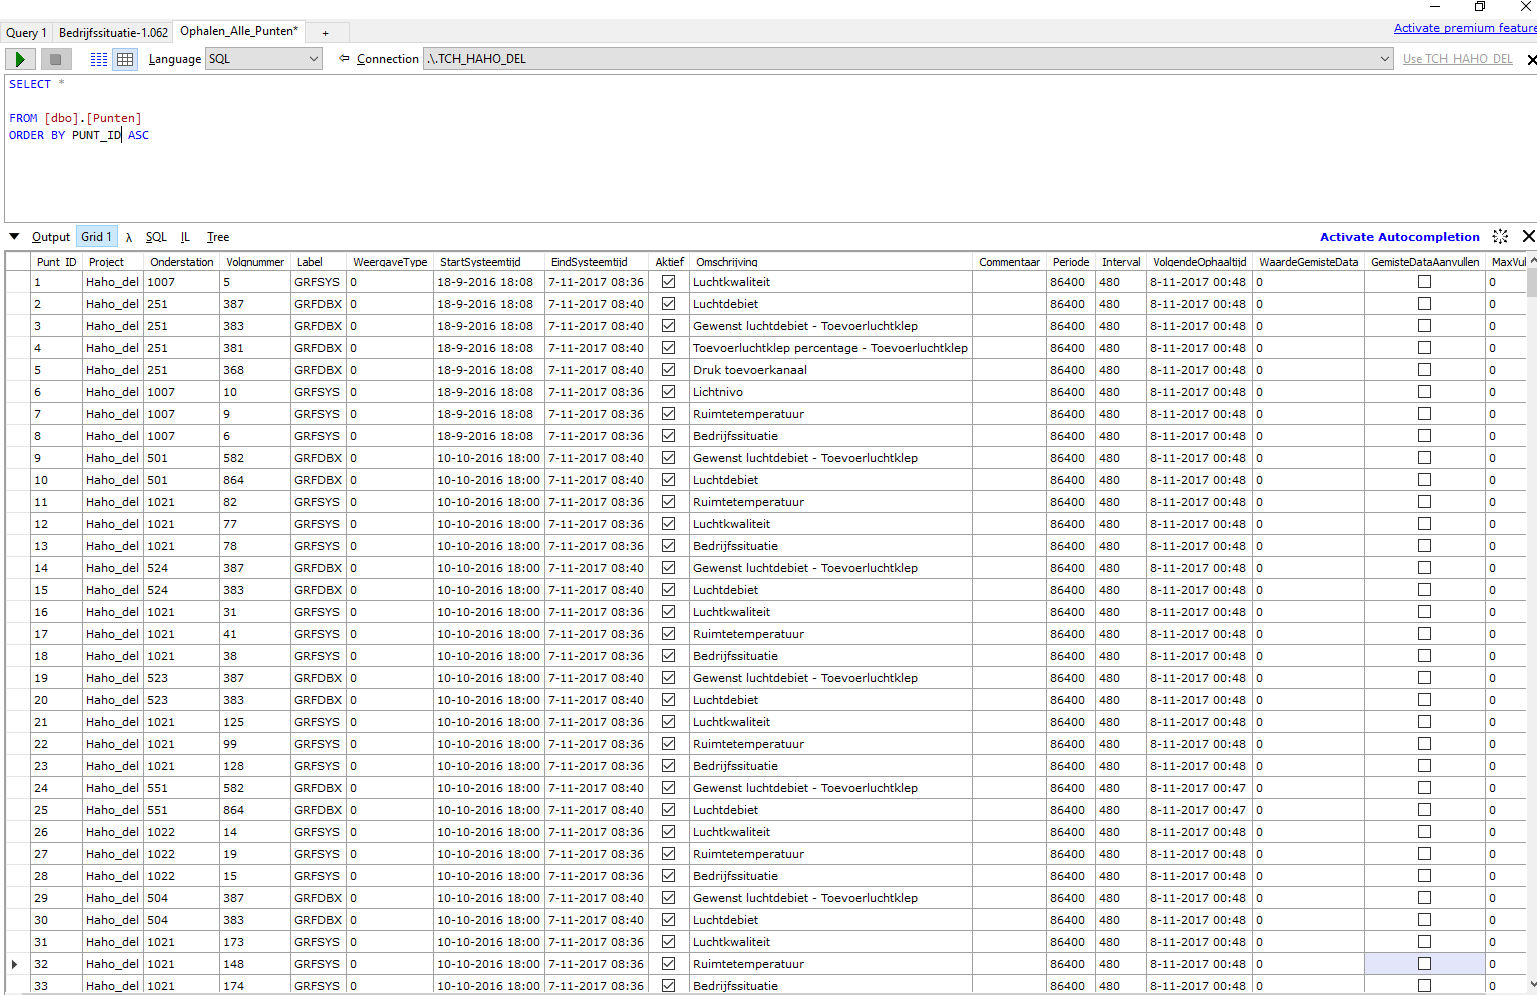 Activate premium feature
Query 1 Bedrijfssituatie-1.062 Ophalen_Alle_Punten* +
Language SQL Connection .\.TCH_HAHO_DEL Use TCH_HAHO_DEL
SELECT *
FROM [dbo].[Punten]
ORDER BY PUNT_ID ASC
Output Grid 1 λ SQL IL Tree Activate Autocompletion
Punt_ID Project Onderstation Volgnummer Label WeergaveType StartSysteemtijd EindSysteemtijd Aktief Omschrijving Commentaar Periode Interval VolgendeOphaaltijd WaardeGemisteData GemisteDataAanvullen MaxVul
1 Haho_del 1007 5 GRFSYS 0 18-9-2016 18:08 7-11-2017 08:36 Luchtkwaliteit 86400 480 8-11-2017 00:48 0 0
2 Haho_del 251 387 GRFDBX 0 18-9-2016 18:08 7-11-2017 08:40 Luchtdebiet 86400 480 8-11-2017 00:48 0 0
3 Haho_del 251 383 GRFDBX 0 18-9-2016 18:08 7-11-2017 08:40 Gewenst luchtdebiet - Toevoerluchtklep 86400 480 8-11-2017 00:48 0 0
4 Haho_del 251 381 GRFDBX 0 18-9-2016 18:08 7-11-2017 08:40 Toevoerluchtklep percentage - Toevoerluchtklep 86400 480 8-11-2017 00:48 0 0
5 Haho_del 251 368 GRFDBX 0 18-9-2016 18:08 7-11-2017 08:40 Druk toevoerkanaal 86400 480 8-11-2017 00:48 0 0
6 Haho_del 1007 10 GRFSYS 0 18-9-2016 18:08 7-11-2017 08:36 Lichtnivo 86400 480 8-11-2017 00:48 0 0
7 Haho_del 1007 9 GRFSYS 0 18-9-2016 18:08 7-11-2017 08:36 Ruimtetemperatuur 86400 480 8-11-2017 00:48 0 0
8 Haho_del 1007 6 GRFSYS 0 18-9-2016 18:08 7-11-2017 08:36 Bedrijfssituatie 86400 480 8-11-2017 00:48 0 0
9 Haho_del 501 582 GRFDBX 0 10-10-2016 18:00 7-11-2017 08:40 Gewenst luchtdebiet - Toevoerluchtklep 86400 480 8-11-2017 00:48 0 0
10 Haho_del 501 864 GRFDBX 0 10-10-2016 18:00 7-11-2017 08:40 Luchtdebiet 86400 480 8-11-2017 00:48 0 0
11 Haho_del 1021 82 GRFSYS 0 10-10-2016 18:00 7-11-2017 08:36 Ruimtetemperatuur 86400 480 8-11-2017 00:48 0 0
12 Haho_del 1021 77 GRFSYS 0 10-10-2016 18:00 7-11-2017 08:36 Luchtkwaliteit 86400 480 8-11-2017 00:48 0 0
13 Haho_del 1021 78 GRFSYS 0 10-10-2016 18:00 7-11-2017 08:36 Bedrijfssituatie 86400 480 8-11-2017 00:48 0 0
14 Haho_del 524 387 GRFDBX 0 10-10-2016 18:00 7-11-2017 08:40 Gewenst luchtdebiet - Toevoerluchtklep 86400 480 8-11-2017 00:48 0 0
15 Haho_del 524 383 GRFDBX 0 10-10-2016 18:00 7-11-2017 08:40 Luchtdebiet 86400 480 8-11-2017 00:48 0 0
16 Haho_del 1021 31 GRFSYS 0 10-10-2016 18:00 7-11-2017 08:36 Luchtkwaliteit 86400 480 8-11-2017 00:48 0 0
17 Haho_del 1021 41 GRFSYS 0 10-10-2016 18:00 7-11-2017 08:36 Ruimtetemperatuur 86400 480 8-11-2017 00:48 0 0
18 Haho_del 1021 38 GRFSYS 0 10-10-2016 18:00 7-11-2017 08:36 Bedrijfssituatie 86400 480 8-11-2017 00:48 0 0
19 Haho_del 523 387 GRFDBX 0 10-10-2016 18:00 7-11-2017 08:40 Gewenst luchtdebiet - Toevoerluchtklep 86400 480 8-11-2017 00:48 0 0
20 Haho_del 523 383 GRFDBX 0 10-10-2016 18:00 7-11-2017 08:40 Luchtdebiet 86400 480 8-11-2017 00:48 0 0
21 Haho_del 1021 125 GRFSYS 0 10-10-2016 18:00 7-11-2017 08:36 Luchtkwaliteit 86400 480 8-11-2017 00:48 0 0
22 Haho_del 1021 99 GRFSYS 0 10-10-2016 18:00 7-11-2017 08:36 Ruimtetemperatuur 86400 480 8-11-2017 00:48 0 0
23 Haho_del 1021 128 GRFSYS 0 10-10-2016 18:00 7-11-2017 08:36 Bedrijfssituatie 86400 480 8-11-2017 00:48 0 0
24 Haho_del 551 582 GRFDBX 0 10-10-2016 18:00 7-11-2017 08:40 Gewenst luchtdebiet - Toevoerluchtklep 86400 480 8-11-2017 00:47 0 0
25 Haho_del 551 864 GRFDBX 0 10-10-2016 18:00 7-11-2017 08:40 Luchtdebiet 86400 480 8-11-2017 00:47 0 0
26 Haho_del 1022 14 GRFSYS 0 10-10-2016 18:00 7-11-2017 08:36 Luchtkwaliteit 86400 480 8-11-2017 00:48 0 0
27 Haho_del 1022 19 GRFSYS 0 10-10-2016 18:00 7-11-2017 08:36 Ruimtetemperatuur 86400 480 8-11-2017 00:48 0 0
28 Haho_del 1022 15 GRFSYS 0 10-10-2016 18:00 7-11-2017 08:36 Bedrijfssituatie 86400 480 8-11-2017 00:48 0 0
29 Haho_del 504 387 GRFDBX 0 10-10-2016 18:00 7-11-2017 08:40 Gewenst luchtdebiet - Toevoerluchtklep 86400 480 8-11-2017 00:48 0 0
30 Haho_del 504 383 GRFDBX 0 10-10-2016 18:00 7-11-2017 08:40 Luchtdebiet 86400 480 8-11-2017 00:48 0 0
31 Haho_del 1021 173 GRFSYS 0 10-10-2016 18:00 7-11-2017 08:36 Luchtkwaliteit 86400 480 8-11-2017 00:48 0 0
32 Haho_del 1021 148 GRFSYS 0 10-10-2016 18:00 7-11-2017 08:36 Ruimtetemperatuur 86400 480 8-11-2017 00:48 0 0
33 Haho_del 1021 174 GRFSYS 0 10-10-2016 18:00 7-11-2017 08:36 Bedrijfssituatie 86400 480 8-11-2017 00:48 0 0